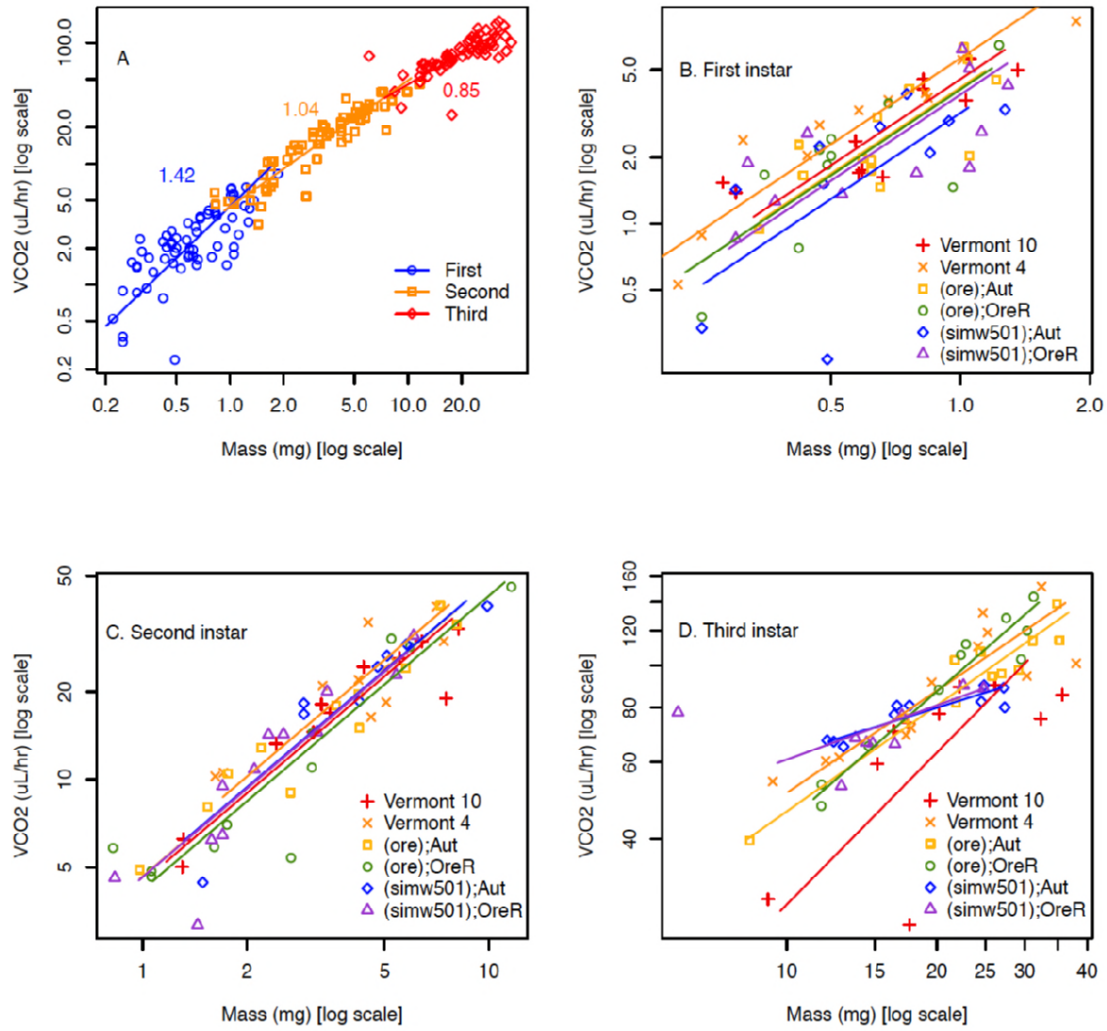 A
VCO2 (uL/hr) [log scale]
100.0
20.0
5.0
2.0
0.5
0.2
1.42
1.04
0.85
First
Second
Third
0.2 0.5 1.0 2.0 5.0 10.0 20.0
Mass (mg) [log scale]
B. First instar
VCO2 (uL/hr) [log scale]
5.0
2.0
1.0
0.5
Vermont 10
Vermont 4
(ore);Aut
(ore);OreR
(simw501);Aut
(simw501);OreR
0.5 1.0 2.0
Mass (mg) [log scale]
C. Second instar
VCO2 (uL/hr) [log scale]
50
20
10
5
Vermont 10
Vermont 4
(ore);Aut
(ore);OreR
(simw501);Aut
(simw501);OreR
1 2 5 10
Mass (mg) [log scale]
D. Third instar
VCO2 (uL/hr) [log scale]
160
120
80
60
40
Vermont 10
Vermont 4
(ore);Aut
(ore);OreR
(simw501);Aut
(simw501);OreR
10 15 20 25 30 40
Mass (mg) [log scale]